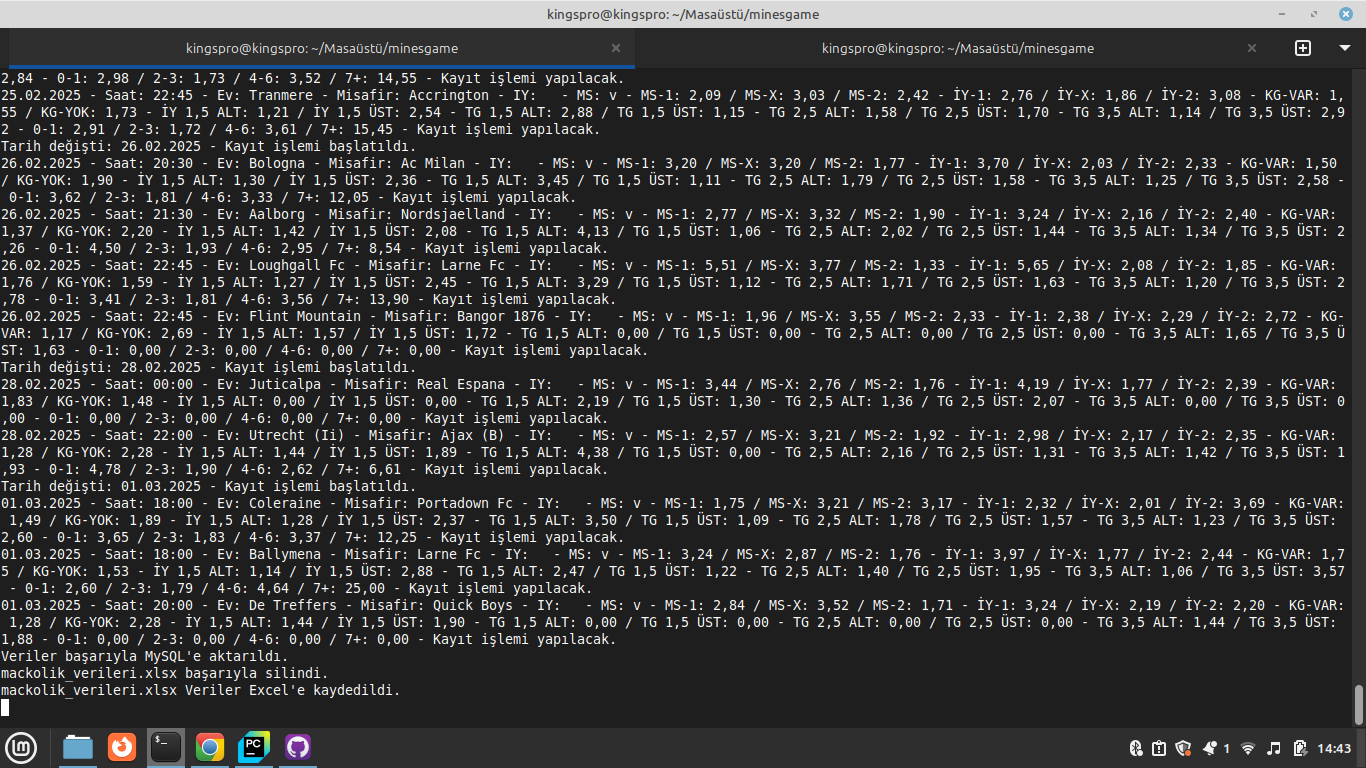 kingspro@kingspro: ~/Masaüstü/minesgame
kingspro@kingspro: ~/Masaüstü/minesgame
kingspro@kingspro: ~/Masaüstü/minesgame
2,84 - 0-1: 2,98 / 2-3: 1,73 / 4-6: 3,52 / 7+: 14,55 - Kayıt işlemi yapılacak.
25.02.2025 - Saat: 22:45 - Ev: Tranmere - Misafir: Accrington - IY:   - MS: v - MS-1: 2,09 / MS-X: 3,03 / MS-2: 2,42 - İY-1: 2,76 / İY-X: 1,86 / İY-2: 3,08 - KG-VAR: 1,
55 / KG-YOK: 1,73 - İY 1,5 ALT: 1,21 / İY 1,5 ÜST: 2,54 - TG 1,5 ALT: 2,88 / TG 1,5 ÜST: 1,15 - TG 2,5 ALT: 1,58 / TG 2,5 ÜST: 1,70 - TG 3,5 ALT: 1,14 / TG 3,5 ÜST: 2,9
2 - 0-1: 2,91 / 2-3: 1,72 / 4-6: 3,61 / 7+: 15,45 - Kayıt işlemi yapılacak.
Tarih değişti: 26.02.2025 - Kayıt işlemi başlatıldı.
26.02.2025 - Saat: 20:30 - Ev: Bologna - Misafir: Ac Milan - IY:   - MS: v - MS-1: 3,20 / MS-X: 3,20 / MS-2: 1,77 - İY-1: 3,70 / İY-X: 2,03 / İY-2: 2,33 - KG-VAR: 1,50
/ KG-YOK: 1,90 - İY 1,5 ALT: 1,30 / İY 1,5 ÜST: 2,36 - TG 1,5 ALT: 3,45 / TG 1,5 ÜST: 1,11 - TG 2,5 ALT: 1,79 / TG 2,5 ÜST: 1,58 - TG 3,5 ALT: 1,25 / TG 3,5 ÜST: 2,58 -
0-1: 3,62 / 2-3: 1,81 / 4-6: 3,33 / 7+: 12,05 - Kayıt işlemi yapılacak.
26.02.2025 - Saat: 21:30 - Ev: Aalborg - Misafir: Nordsjaelland - IY:   - MS: v - MS-1: 2,77 / MS-X: 3,32 / MS-2: 1,90 - İY-1: 3,24 / İY-X: 2,16 / İY-2: 2,40 - KG-VAR:
1,37 / KG-YOK: 2,20 - İY 1,5 ALT: 1,42 / İY 1,5 ÜST: 2,08 - TG 1,5 ALT: 4,13 / TG 1,5 ÜST: 1,06 - TG 2,5 ALT: 2,02 / TG 2,5 ÜST: 1,44 - TG 3,5 ALT: 1,34 / TG 3,5 ÜST: 2
,26 - 0-1: 4,50 / 2-3: 1,93 / 4-6: 2,95 / 7+: 8,54 - Kayıt işlemi yapılacak.
26.02.2025 - Saat: 22:45 - Ev: Loughgall Fc - Misafir: Larne Fc - IY:   - MS: v - MS-1: 5,51 / MS-X: 3,77 / MS-2: 1,33 - İY-1: 5,65 / İY-X: 2,08 / İY-2: 1,85 - KG-VAR:
1,76 / KG-YOK: 1,59 - İY 1,5 ALT: 1,27 / İY 1,5 ÜST: 2,45 - TG 1,5 ALT: 3,29 / TG 1,5 ÜST: 1,12 - TG 2,5 ALT: 1,71 / TG 2,5 ÜST: 1,63 - TG 3,5 ALT: 1,20 / TG 3,5 ÜST: 2
,78 - 0-1: 3,41 / 2-3: 1,81 / 4-6: 3,56 / 7+: 13,90 - Kayıt işlemi yapılacak.
26.02.2025 - Saat: 22:45 - Ev: Flint Mountain - Misafir: Bangor 1876 - IY:   - MS: v - MS-1: 1,96 / MS-X: 3,55 / MS-2: 2,33 - İY-1: 2,38 / İY-X: 2,29 / İY-2: 2,72 - KG-
VAR: 1,17 / KG-YOK: 2,69 - İY 1,5 ALT: 1,57 / İY 1,5 ÜST: 1,72 - TG 1,5 ALT: 0,00 / TG 1,5 ÜST: 0,00 - TG 2,5 ALT: 0,00 / TG 2,5 ÜST: 0,00 - TG 3,5 ALT: 1,65 / TG 3,5 Ü
ST: 1,63 - 0-1: 0,00 / 2-3: 0,00 / 4-6: 0,00 / 7+: 0,00 - Kayıt işlemi yapılacak.
Tarih değişti: 28.02.2025 - Kayıt işlemi başlatıldı.
28.02.2025 - Saat: 00:00 - Ev: Juticalpa - Misafir: Real Espana - IY:   - MS: v - MS-1: 3,44 / MS-X: 2,76 / MS-2: 1,76 - İY-1: 4,19 / İY-X: 1,77 / İY-2: 2,39 - KG-VAR:
1,83 / KG-YOK: 1,48 - İY 1,5 ALT: 0,00 / İY 1,5 ÜST: 0,00 - TG 1,5 ALT: 2,19 / TG 1,5 ÜST: 1,30 - TG 2,5 ALT: 1,36 / TG 2,5 ÜST: 2,07 - TG 3,5 ALT: 0,00 / TG 3,5 ÜST: 0
,00 - 0-1: 0,00 / 2-3: 0,00 / 4-6: 0,00 / 7+: 0,00 - Kayıt işlemi yapılacak.
28.02.2025 - Saat: 22:00 - Ev: Utrecht (Ii) - Misafir: Ajax (B) - IY:   - MS: v - MS-1: 2,57 / MS-X: 3,21 / MS-2: 1,92 - İY-1: 2,98 / İY-X: 2,17 / İY-2: 2,35 - KG-VAR:
1,28 / KG-YOK: 2,28 - İY 1,5 ALT: 1,44 / İY 1,5 ÜST: 1,89 - TG 1,5 ALT: 4,38 / TG 1,5 ÜST: 0,00 - TG 2,5 ALT: 2,16 / TG 2,5 ÜST: 1,31 - TG 3,5 ALT: 1,42 / TG 3,5 ÜST: 1
,93 - 0-1: 4,78 / 2-3: 1,90 / 4-6: 2,62 / 7+: 6,61 - Kayıt işlemi yapılacak.
Tarih değişti: 01.03.2025 - Kayıt işlemi başlatıldı.
01.03.2025 - Saat: 18:00 - Ev: Coleraine - Misafir: Portadown Fc - IY:   - MS: v - MS-1: 1,75 / MS-X: 3,21 / MS-2: 3,17 - İY-1: 2,32 / İY-X: 2,01 / İY-2: 3,69 - KG-VAR:
1,49 / KG-YOK: 1,89 - İY 1,5 ALT: 1,28 / İY 1,5 ÜST: 2,37 - TG 1,5 ALT: 3,50 / TG 1,5 ÜST: 1,09 - TG 2,5 ALT: 1,78 / TG 2,5 ÜST: 1,57 - TG 3,5 ALT: 1,23 / TG 3,5 ÜST:
2,60 - 0-1: 3,65 / 2-3: 1,83 / 4-6: 3,37 / 7+: 12,25 - Kayıt işlemi yapılacak.
01.03.2025 - Saat: 18:00 - Ev: Ballymena - Misafir: Larne Fc - IY:   - MS: v - MS-1: 3,24 / MS-X: 2,87 / MS-2: 1,76 - İY-1: 3,97 / İY-X: 1,77 / İY-2: 2,44 - KG-VAR: 1,7
5 / KG-YOK: 1,53 - İY 1,5 ALT: 1,14 / İY 1,5 ÜST: 2,88 - TG 1,5 ALT: 2,47 / TG 1,5 ÜST: 1,22 - TG 2,5 ALT: 1,40 / TG 2,5 ÜST: 1,95 - TG 3,5 ALT: 1,06 / TG 3,5 ÜST: 3,57
- 0-1: 2,60 / 2-3: 1,79 / 4-6: 4,64 / 7+: 25,00 - Kayıt işlemi yapılacak.
01.03.2025 - Saat: 20:00 - Ev: De Treffers - Misafir: Quick Boys - IY:   - MS: v - MS-1: 2,84 / MS-X: 3,52 / MS-2: 1,71 - İY-1: 3,24 / İY-X: 2,19 / İY-2: 2,20 - KG-VAR:
1,28 / KG-YOK: 2,28 - İY 1,5 ALT: 1,44 / İY 1,5 ÜST: 1,90 - TG 1,5 ALT: 0,00 / TG 1,5 ÜST: 0,00 - TG 2,5 ALT: 0,00 / TG 2,5 ÜST: 0,00 - TG 3,5 ALT: 1,44 / TG 3,5 ÜST:
1,88 - 0-1: 0,00 / 2-3: 0,00 / 4-6: 0,00 / 7+: 0,00 - Kayıt işlemi yapılacak.
Veriler başarıyla MySQL'e aktarıldı.
mackolik_verileri.xlsx başarıyla silindi.
mackolik_verileri.xlsx Veriler Excel'e kaydedildi.
$_
PC
1
14:43